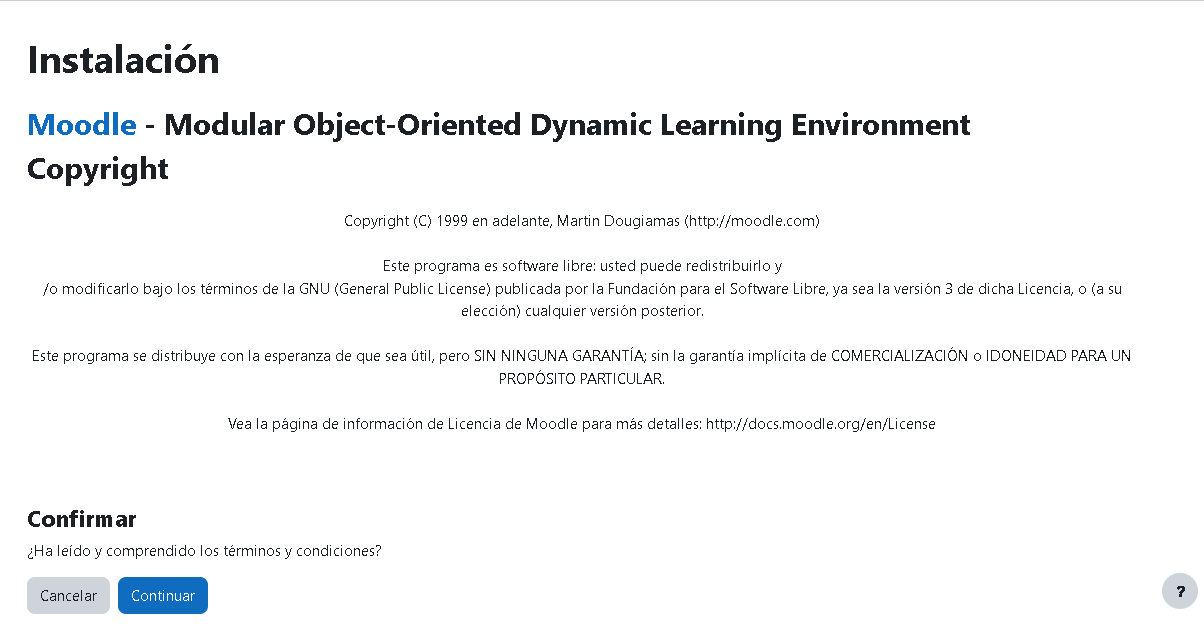 Instalación
Moodle - Modular Object-Oriented Dynamic Learning Environment
Copyright
Copyright (C) 1999 en adelante, Martin Dougiamas (http://moodle.com)
Este programa es software libre: usted puede redistribuirlo y
/o modificarlo bajo los términos de la GNU (General Public License) publicada por la Fundación para el Software Libre, ya sea la versión 3 de dicha Licencia, o (a su
elección) cualquier versión posterior.
Este programa se distribuye con la esperanza de que sea útil, pero SIN NINGUNA GARANTÍA; sin la garantía implícita de COMERCIALIZACIÓN o IDONEIDAD PARA UN
PROPÓSITO PARTICULAR.
Vea la página de información de Licencia de Moodle para más detalles: http://docs.moodle.org/en/License
Confirmar
¿Ha leído y comprendido los términos y condiciones?
Cancelar Continuar
?